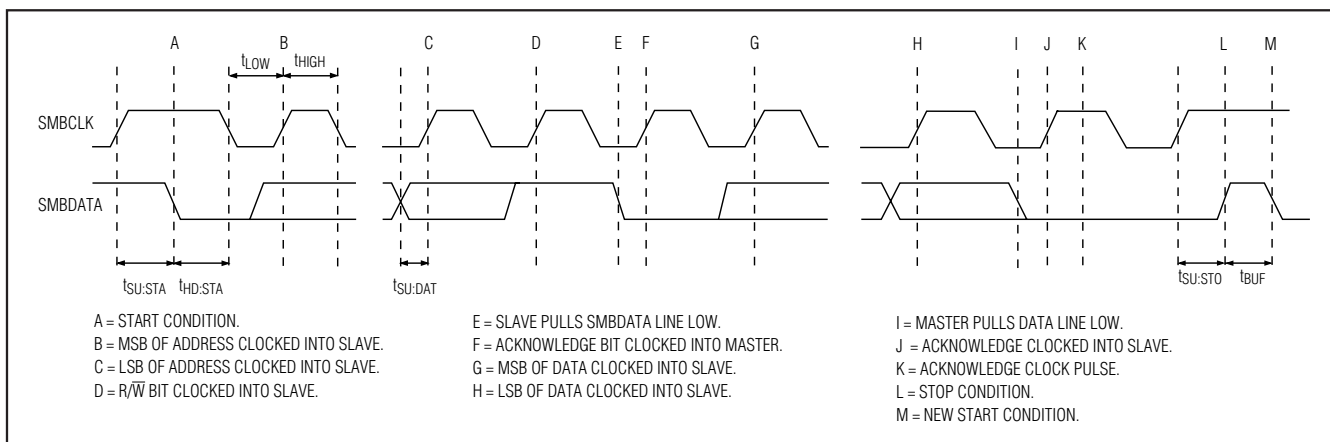 A B C D E F G H I J K L M
tLOW tHIGH
SMBCLK
SMBDATA
tSU:STA tHD:STA tSU:DAT tSU:STO tBUF
A = START CONDITION.
B = MSB OF ADDRESS CLOCKED INTO SLAVE.
C = LSB OF ADDRESS CLOCKED INTO SLAVE.
D = R/W̅ BIT CLOCKED INTO SLAVE.
E = SLAVE PULLS SMBDATA LINE LOW.
F = ACKNOWLEDGE BIT CLOCKED INTO MASTER.
G = MSB OF DATA CLOCKED INTO SLAVE.
H = LSB OF DATA CLOCKED INTO SLAVE.
I = MASTER PULLS DATA LINE LOW.
J = ACKNOWLEDGE CLOCKED INTO SLAVE.
K = ACKNOWLEDGE CLOCK PULSE.
L = STOP CONDITION.
M = NEW START CONDITION.